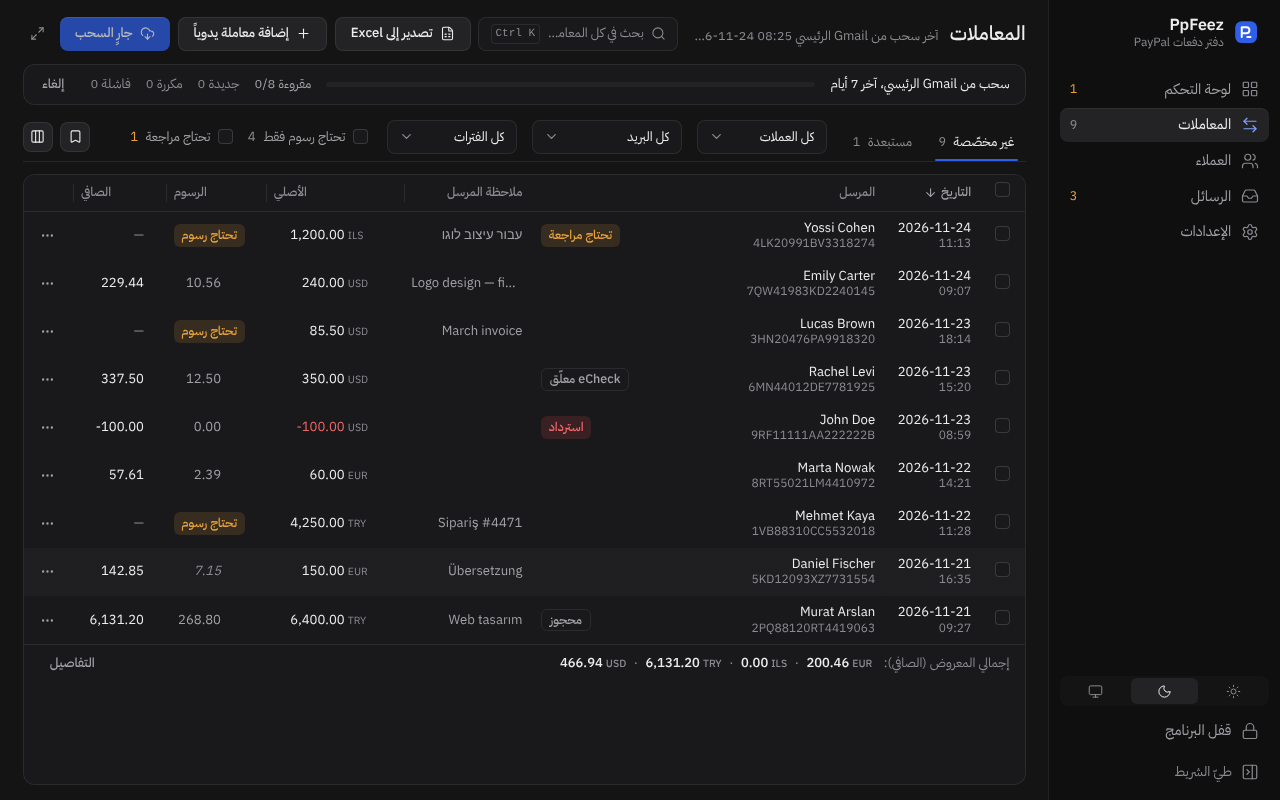 PpFeez
دفتر دفعات PayPal
لوحة التحكم 1
المعاملات 9
العملاء
الرسائل 3
الإعدادات
قفل البرنامج
طيّ الشريط
المعاملات آخر سحب من Gmail الرئيسي 08:25 24-11-6...
بحث في كل المعامـ... Ctrl K
تصدير إلى Excel
إضافة معاملة يدوياً
جارٍ السحب
سحب من Gmail الرئيسي، آخر 7 أيام مقروءة 0/8 جديدة 0 مكررة 0 فاشلة 0 إلغاء
غير مخصّصة 9 مستبعدة 1 كل العملات كل البريد كل الفترات تحتاج رسوم فقط 4 تحتاج مراجعة 1
التاريخ المرسل ملاحظة المرسل الأصلي الرسوم الصافي
2026-11-24 Yossi Cohen تحتاج مراجعة עבור עיצוב לוגו 1,200.00 ILS تحتاج رسوم —
11:13 4LK20991BV3318274
2026-11-24 Emily Carter Logo design — fi... 240.00 USD 10.56 229.44
09:07 7QW41983KD2240145
2026-11-23 Lucas Brown March invoice 85.50 USD تحتاج رسوم —
18:14 3HN20476PA9918320
2026-11-23 Rachel Levi eCheck معلّق 350.00 USD 12.50 337.50
15:20 6MN44012DE7781925
2026-11-23 John Doe استرداد -100.00 USD 0.00 -100.00
08:59 9RF11111AA222222B
2026-11-22 Marta Nowak 60.00 EUR 2.39 57.61
14:21 8RT55021LM4410972
2026-11-22 Mehmet Kaya Sipariş #4471 4,250.00 TRY تحتاج رسوم —
11:28 1VB88310CC5532018
2026-11-21 Daniel Fischer Übersetzung 150.00 EUR 7.15 142.85
16:35 5KD12093XZ7731554
2026-11-21 Murat Arslan محجوز Web tasarım 6,400.00 TRY 268.80 6,131.20
09:27 2PQ88120RT4419063
إجمالي المعروض (الصافي): 200.46 EUR · 0.00 ILS · 6,131.20 TRY · 466.94 USD التفاصيل